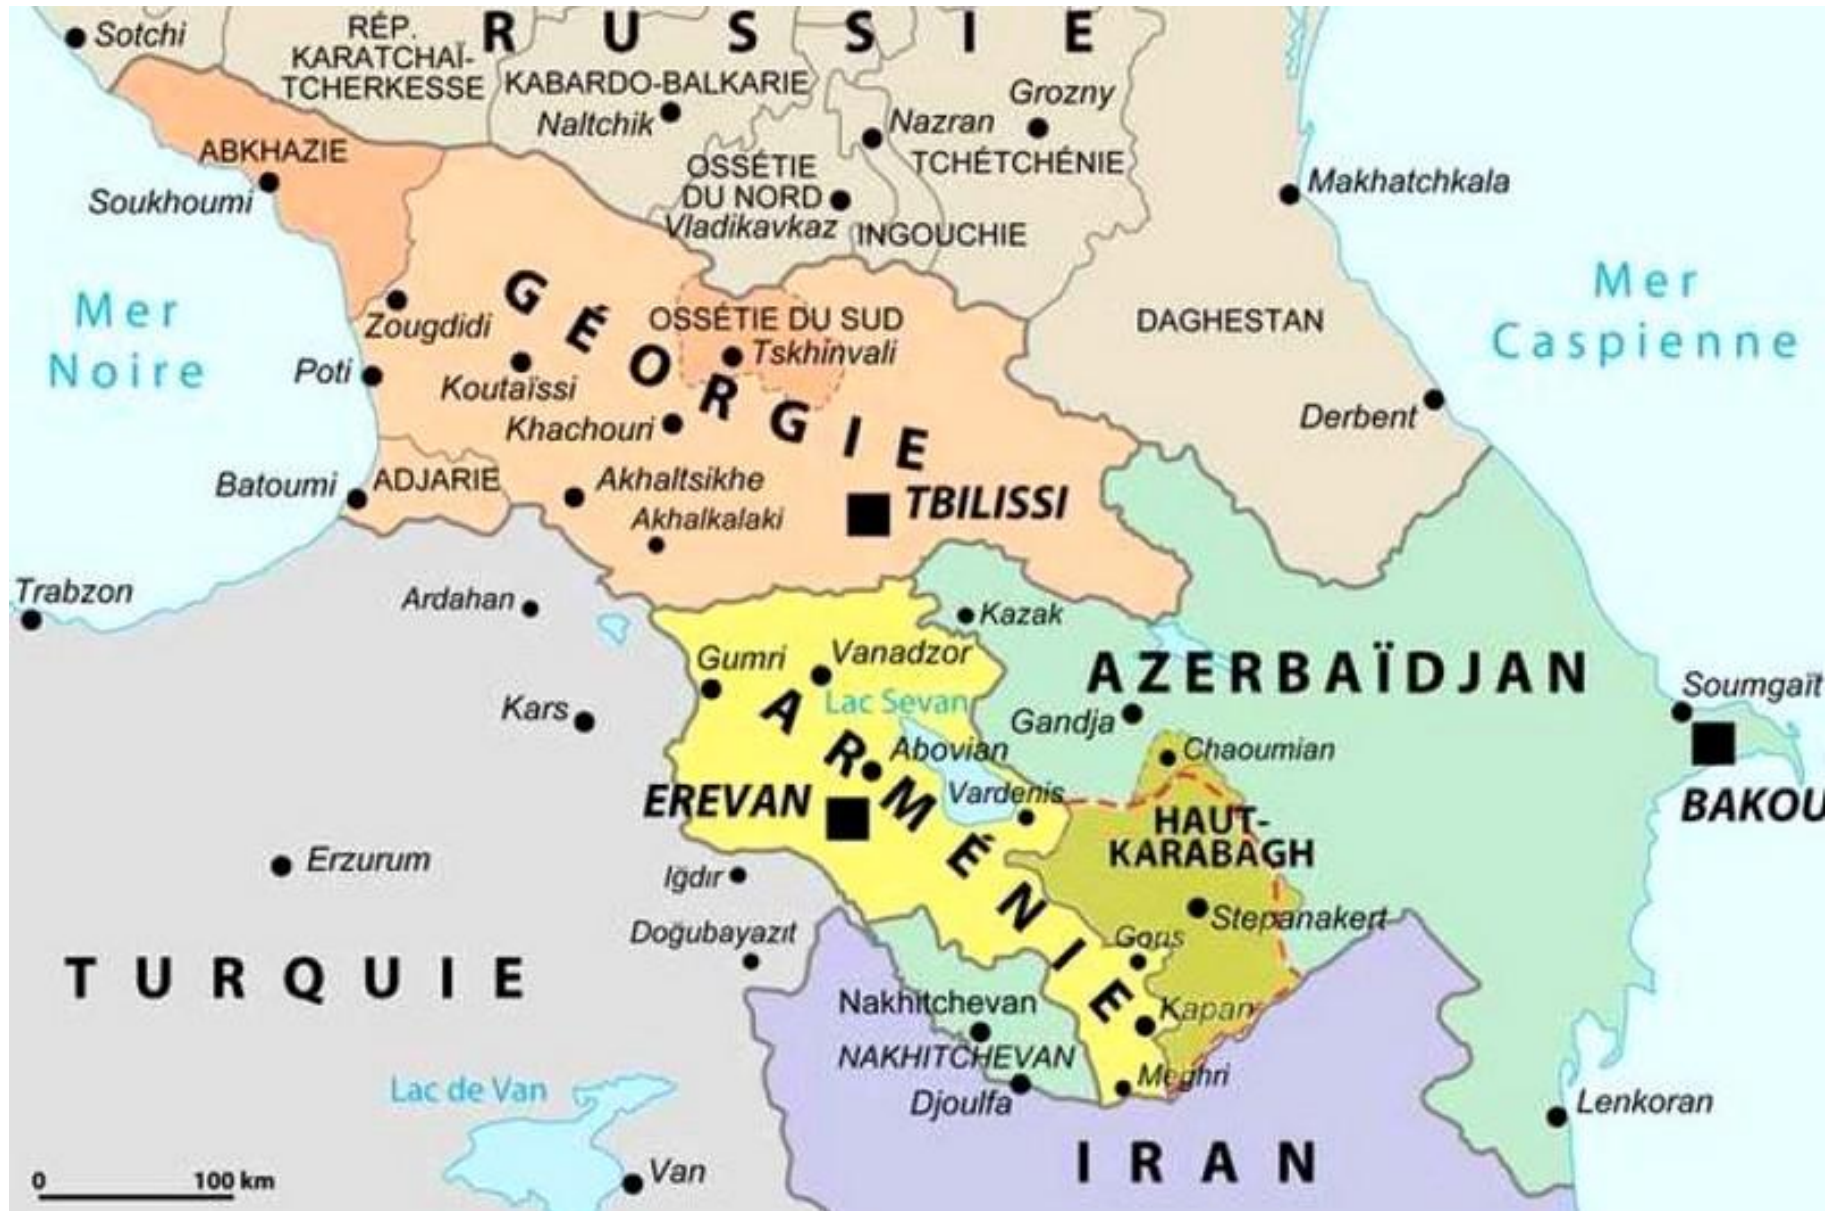 Sotchi
RÉP.
KARATCHAÏ-
TCHERKESSE
RUSSIE
KABARDO-BALKARIE
Naltchik
Grozny
Nazran
TCHÉTCHÉNIE
OSSÉTIE
DU NORD
Vladikavkaz
INGOUCHIE
ABKHAZIE
Soukhoumi
Makhatchkala
Mer
Noire
Mer
Caspienne
GÉORGIE
OSSÉTIE DU SUD
Tskhinvali
DAGHESTAN
Zougdidi
Poti
Koutaïssi
Khachouri
Derbent
Batoumi
ADJARIE
Akhaltsikhe
Akhalkalaki
TBILISSI
Trabzon
Ardahan
Kazak
Gumri
Vanadzor
AZERBAÏDJAN
Soumgaït
Lac Sevan
Kars
Gandja
ARMÉNIE
Abovian
Chaoumian
Vardenis
EREVAN
BAKOU
HAUT-
KARABAGH
Erzurum
Iğdır
Stepanakert
Doğubayazıt
Goris
TURQUIE
Nakhitchevan
Kapan
NAKHITCHEVAN
Meghri
Djoulfa
Lac de Van
Lenkoran
IRAN
Van
0 100 km